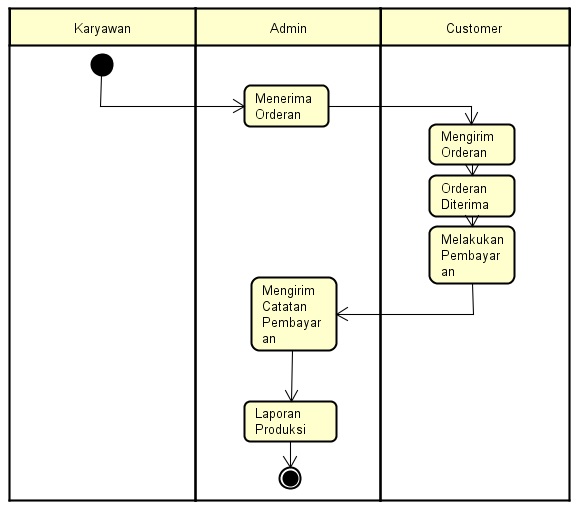 Karyawan
Admin
Customer
Menerima
Orderan
Mengirim
Orderan
Orderan
Diterima
Melakukan
Pembayar
an
Mengirim
Catatan
Pembayar
an
Laporan
Produksi